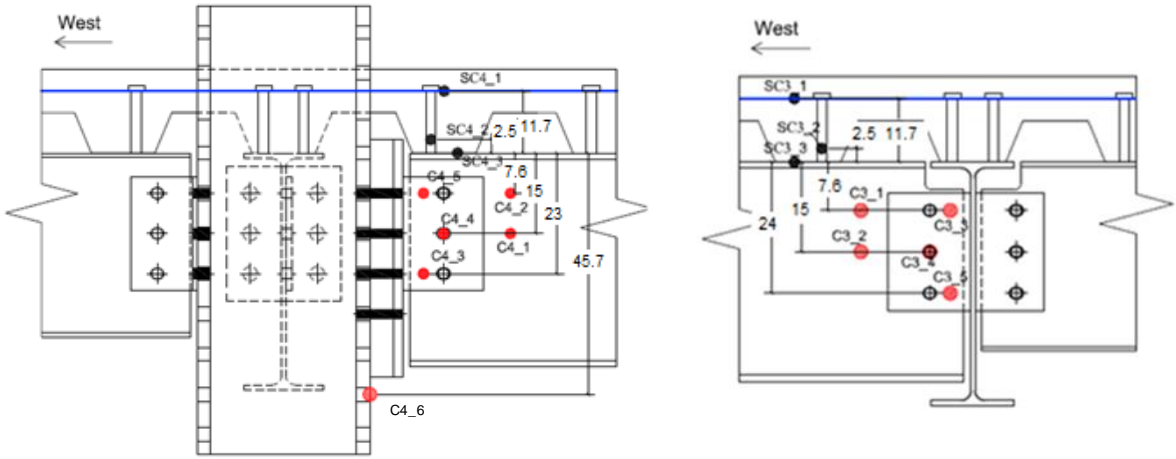 West
SC4_1
SC4_2
2.5
11.7
SC4_3
7.6
C4_5
15
C4_2
23
C4_4
C4_1
C4_3
45.7
C4_6
West
SC3_1
SC3_2
2.5
11.7
SC3_3
7.6
C3_1
C3_3
15
24
C3_2
C3_4
C3_5